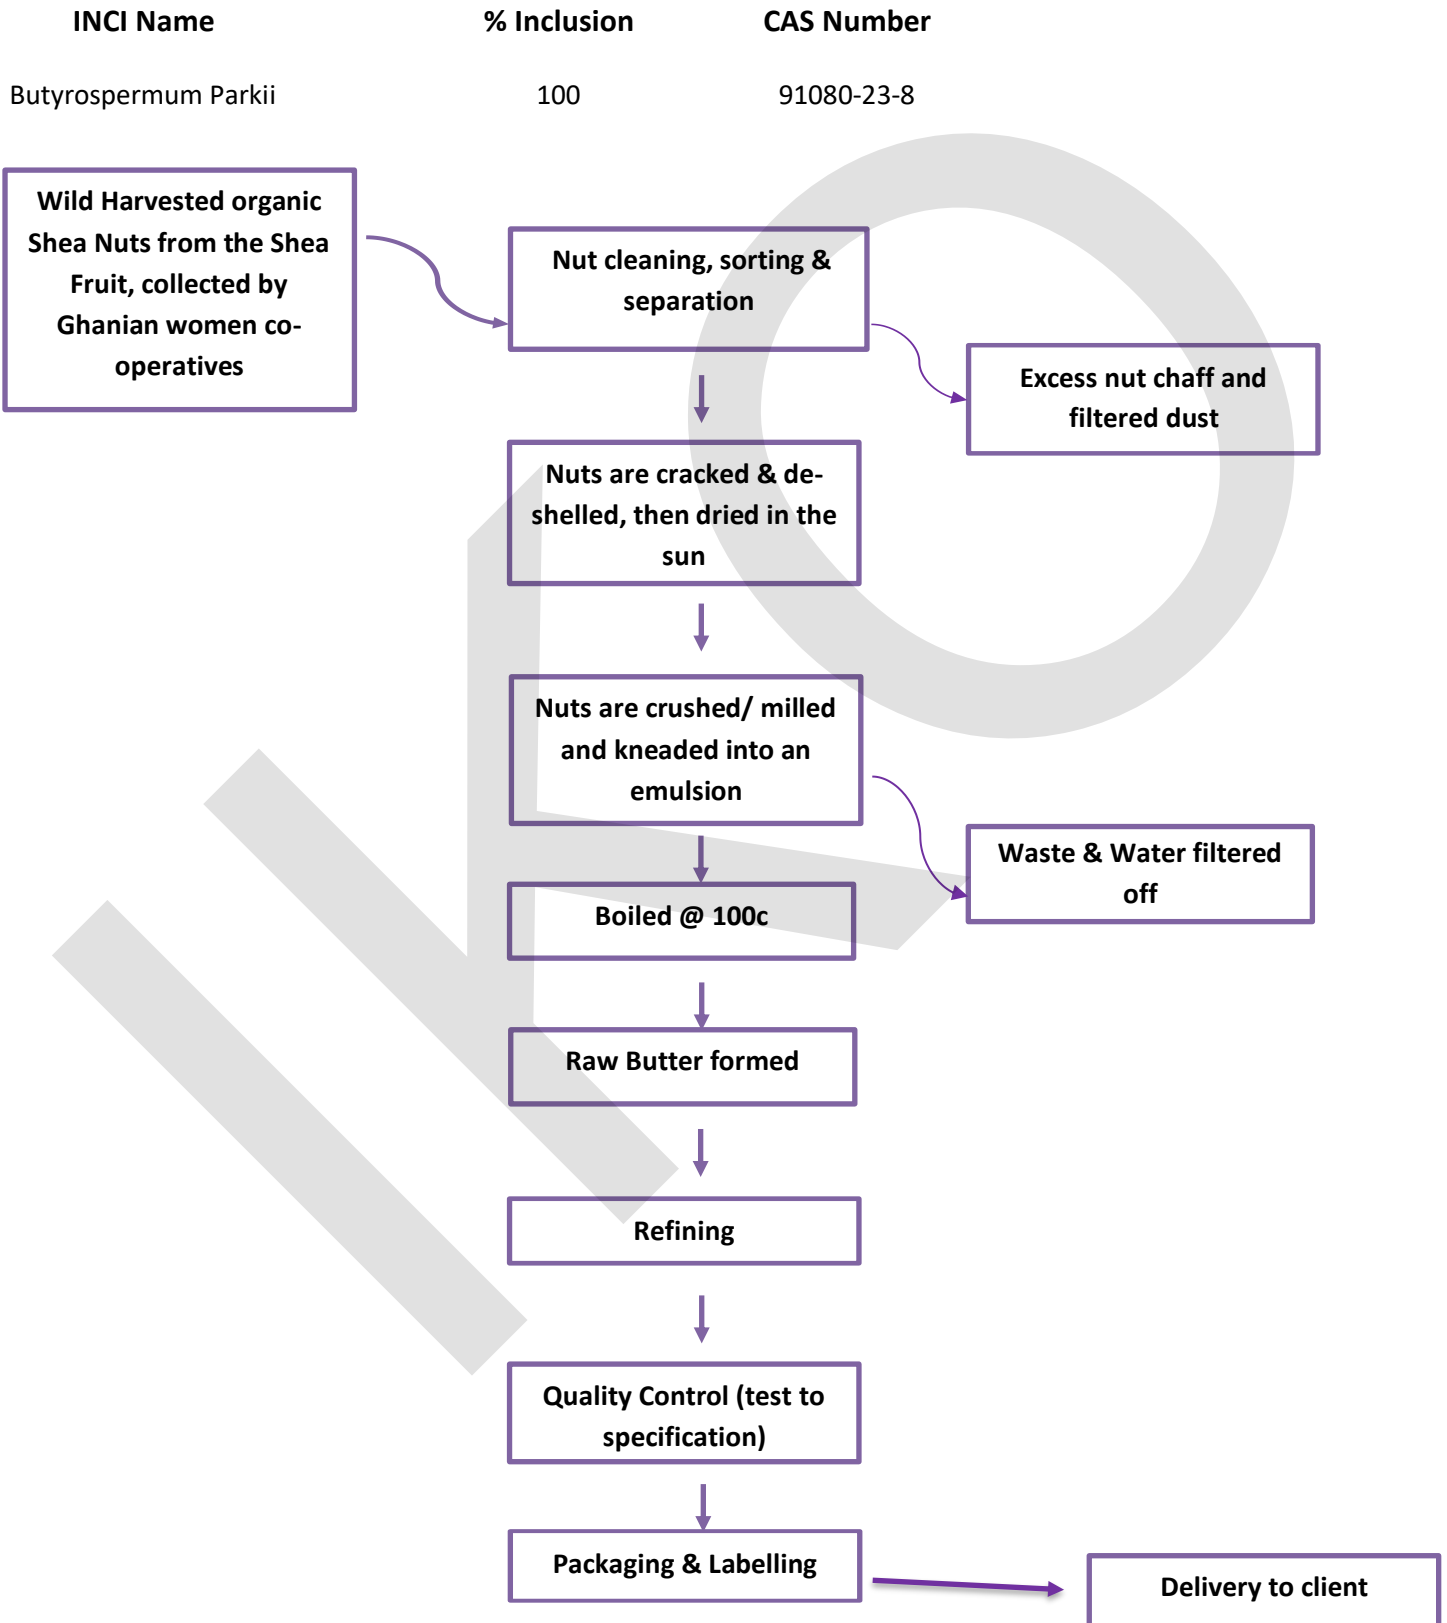 INCI Name % Inclusion CAS Number
Butyrospermum Parkii 100 91080-23-8
Wild Harvested organic
Shea Nuts from the Shea
Fruit, collected by
Ghanian women co-
operatives
Nut cleaning, sorting &
separation
Excess nut chaff and
filtered dust
Nuts are cracked & de-
shelled, then dried in the
sun
Nuts are crushed/ milled
and kneaded into an
emulsion
Waste & Water filtered
off
Boiled @ 100c
Raw Butter formed
Refining
Quality Control (test to
specification)
Packaging & Labelling
Delivery to client